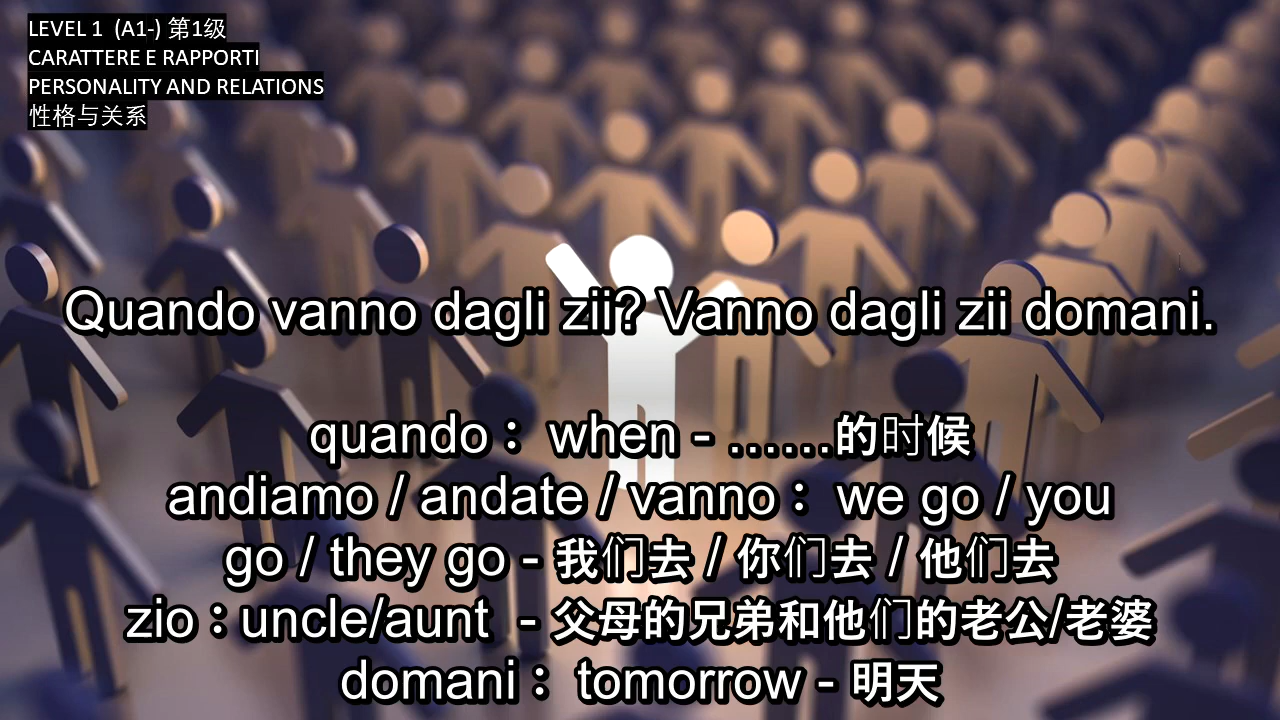 LEVEL 1  (A1-) 第1级
CARATTERE E RAPPORTI
PERSONALITY AND RELATIONS
性格与关系
Quando vanno dagli zii? Vanno dagli zii domani.
quando： when - ......的时候
andiamo / andate / vanno： we go / you
go / they go - 我们去 / 你们去 / 他们去
zio：uncle/aunt  - 父母的兄弟和他们的老公/老婆
domani： tomorrow - 明天